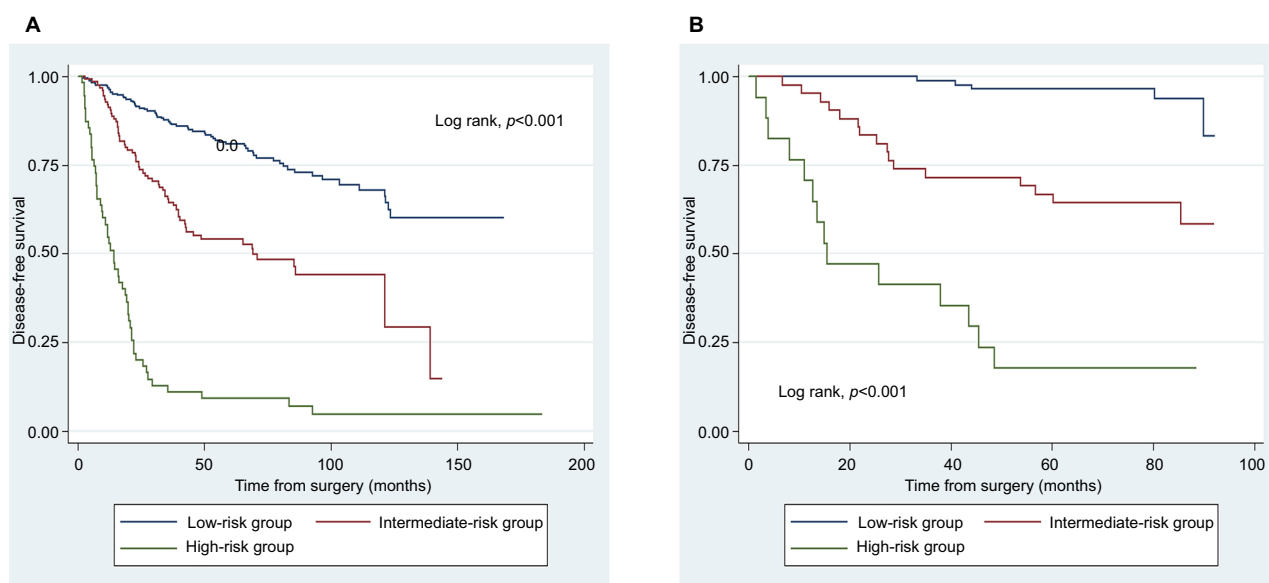 A
Disease-free survival
1.00
0.75
0.50
0.25
0.00
0.0
Log rank, p<0.001
0 50 100 150 200
Time from surgery (months)
Low-risk group Intermediate-risk group
High-risk group
B
Disease-free survival
1.00
0.75
0.50
0.25
0.00
Log rank, p<0.001
0 20 40 60 80 100
Time from surgery (months)
Low-risk group Intermediate-risk group
High-risk group